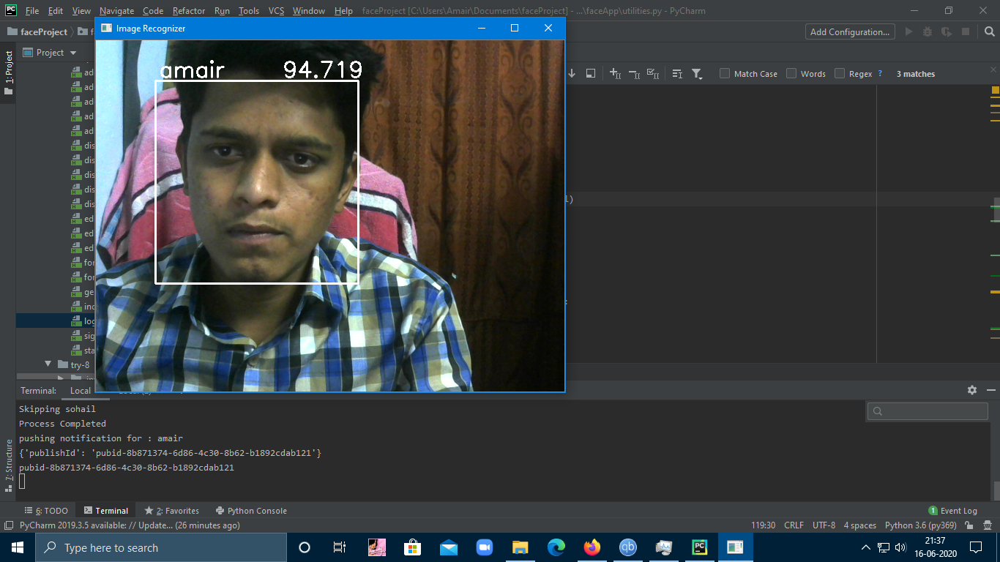 PC File Edit View Navigate Code Refactor Run Tools VCS Window Help faceProject [C:\Users\Amair\Documents\faceProject] - ...\faceApp\utilities.py - PyCharm
faceProject f Add Configuration...
Image Recognizer
1: Project
Project
amair 94.719
Match Case Words Regex ? 3 matches
ad
ad
ad
ad
ad
dis
dis
dis
dis
dis
ed
ed
ed
for
for
ge
inc
log
sig
sta
try-8
)
:
Terminal: Local
Skipping sohail
Process Completed
pushing notification for : amair
{'publishId': 'pubid-8b871374-6d86-4c30-8b62-b1892cdab121'}
pubid-8b871374-6d86-4c30-8b62-b1892cdab121
7: Structure
6: TODO Terminal 2: Favorites Python Console 1 Event Log
PyCharm 2019.3.5 available: // Update... (26 minutes ago) 119:30 CRLF UTF-8 4 spaces Python 3.6 (py369)
Type here to search qb PC 21:37
16-06-2020